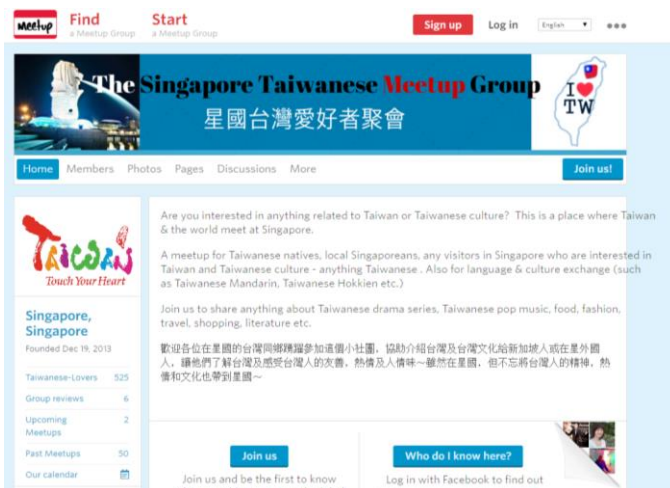 Meetup
Find
a Meetup Group
Start
a Meetup Group
Sign up
Log in
English
The Singapore Taiwanese Meetup Group
星國台灣愛好者聚會
I
TW
Home Members Photos Pages Discussions More
Join us!
TAIWAN
Touch Your Heart
Singapore,
Singapore
Founded Dec 19, 2013
Taiwanese-Lovers 525
Group reviews 6
Upcoming
Meetups 2
Past Meetups 50
Our calendar
Are you interested in anything related to Taiwan or Taiwanese culture? This is a place where Taiwan
& the world meet at Singapore.
A meetup for Taiwanese natives, local Singaporeans, any visitors in Singapore who are interested in
Taiwan and Taiwanese culture - anything Taiwanese . Also for language & culture exchange (such
as Taiwanese Mandarin, Taiwanese Hokkien etc.)
Join us to share anything about Taiwanese drama series, Taiwanese pop music, food, fashion,
travel, shopping, literature etc.
歡迎各位在星國的台灣同鄉踴躍參加這個小社團，協助介紹台灣及台灣文化給新加坡人或在星外國
人，讓他們了解台灣及感受台灣人的友善，熱情及人情味～雖然在星國，但不忘將台灣人的精神，熱
情和文化也帶到星國～
Join us
Join us and be the first to know
Who do I know here?
Log in with Facebook to find out